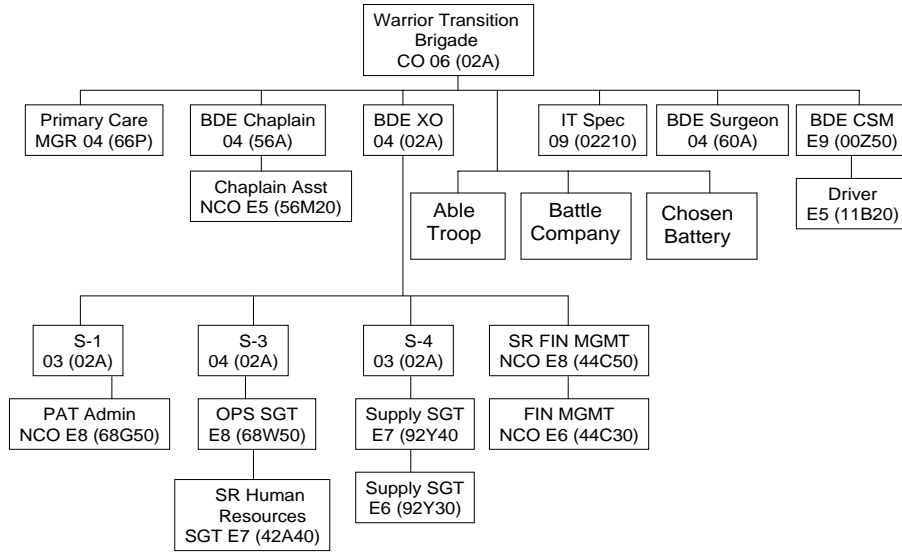 Warrior Transition
Brigade
CO 06 (02A)
Primary Care
MGR 04 (66P)
BDE Chaplain
04 (56A)
BDE XO
04 (02A)
IT Spec
09 (02210)
BDE Surgeon
04 (60A)
BDE CSM
E9 (00Z50)
Chaplain Asst
NCO E5 (56M20)
Able
Troop
Battle
Company
Chosen
Battery
Driver
E5 (11B20)
S-1
03 (02A)
S-3
04 (02A)
S-4
03 (02A)
SR FIN MGMT
NCO E8 (44C50)
PAT Admin
NCO E8 (68G50)
OPS SGT
E8 (68W50)
Supply SGT
E7 (92Y40
FIN MGMT
NCO E6 (44C30)
SR Human
Resources
SGT E7 (42A40)
Supply SGT
E6 (92Y30)